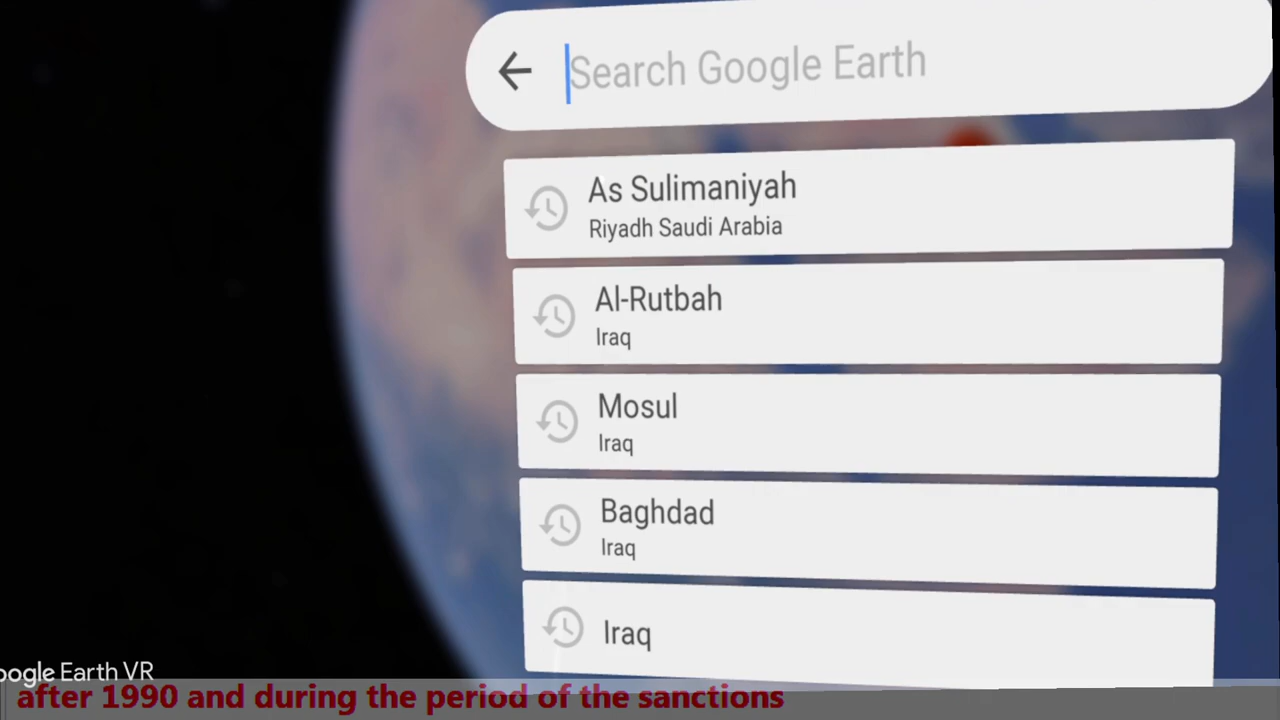 Search Google Earth
As Sulimaniyah
Riyadh Saudi Arabia
Al-Rutbah
Iraq
Mosul
Iraq
Baghdad
Iraq
Iraq
oogle Earth VR
after 1990 and during the period of the sanctions